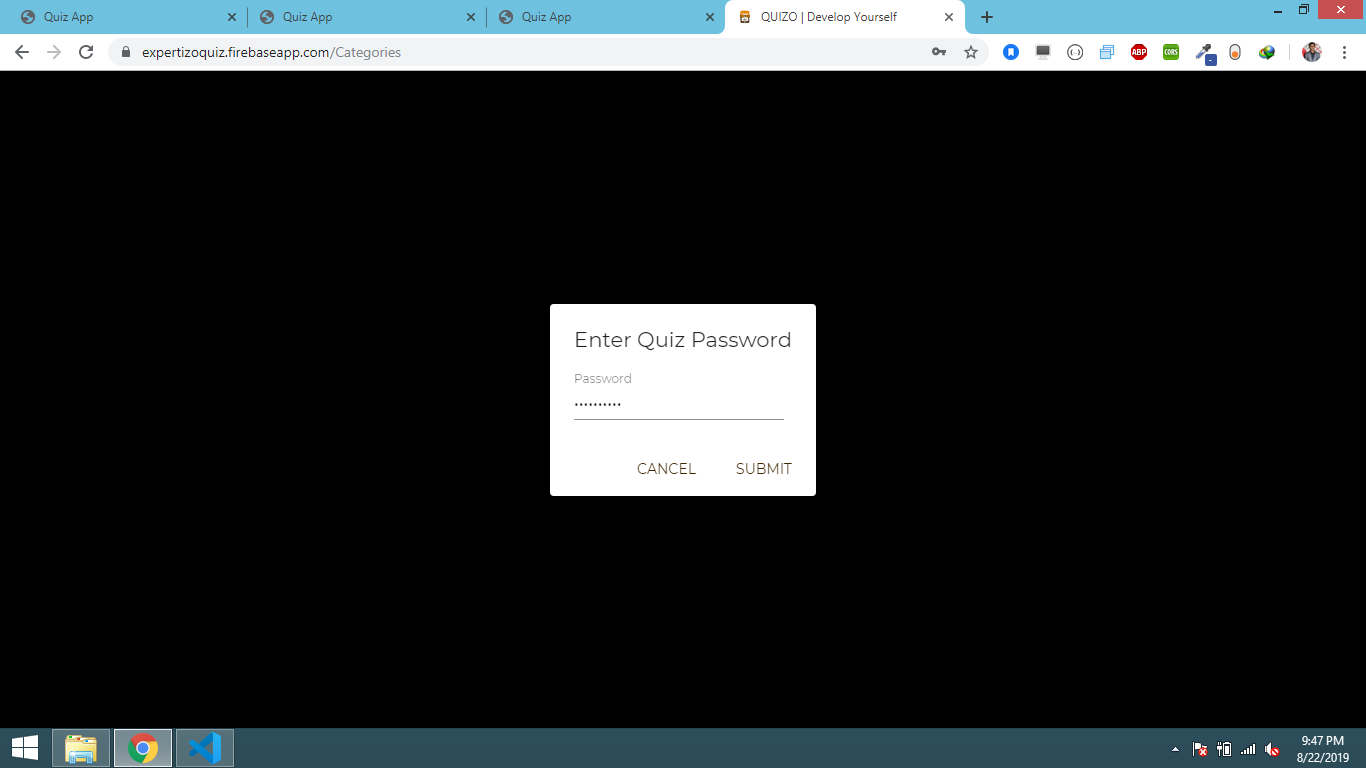 Quiz App
Quiz App
Quiz App
QUIZO | Develop Yourself
expertizoquiz.firebaseapp.com/Categories
ABP
CORS
-
Enter Quiz Password
Password
••••••••••
CANCEL
SUBMIT
9:47 PM
8/22/2019